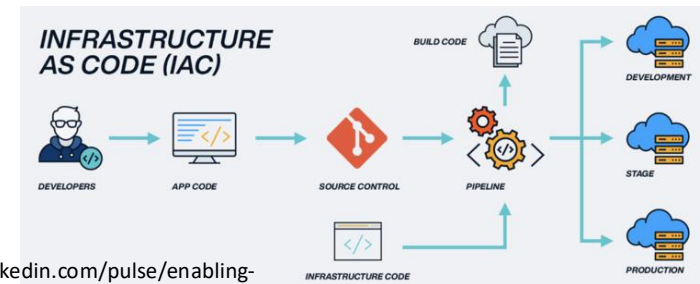 INFRASTRUCTURE
AS CODE (IAC)
BUILD CODE
DEVELOPMENT
DEVELOPERS
APP CODE
SOURCE CONTROL
PIPELINE
STAGE
INFRASTRUCTURE CODE
PRODUCTION
kedin.com/pulse/enabling-